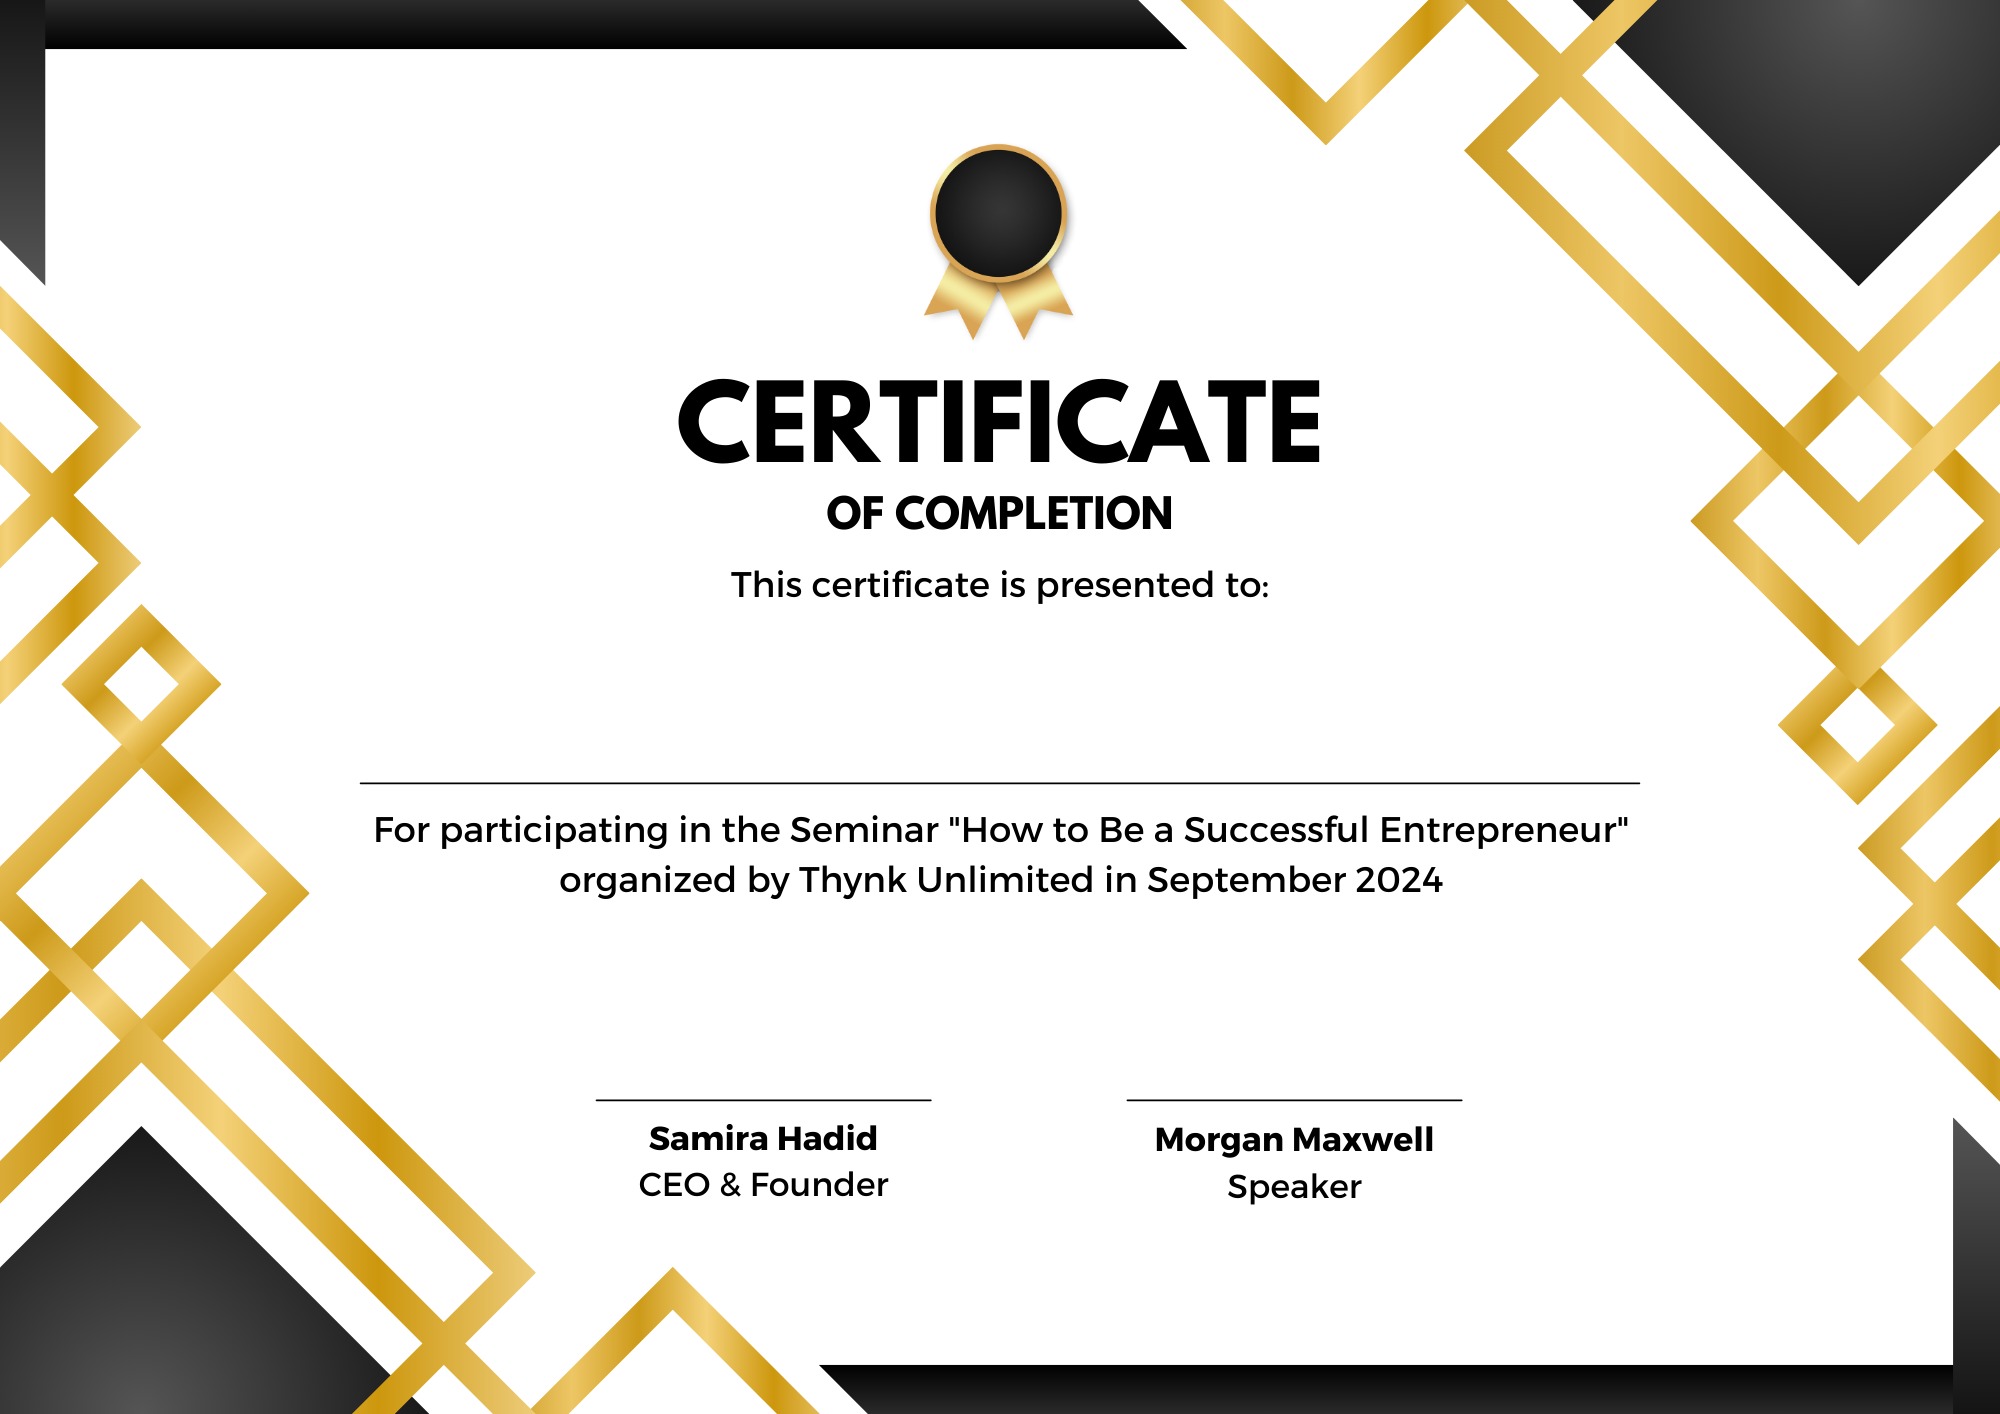 CERTIFICATE
OF COMPLETION
This certificate is presented to:
For participating in the Seminar "How to Be a Successful Entrepreneur"
organized by Thynk Unlimited in September 2024
Samira Hadid
CEO & Founder
Morgan Maxwell
Speaker